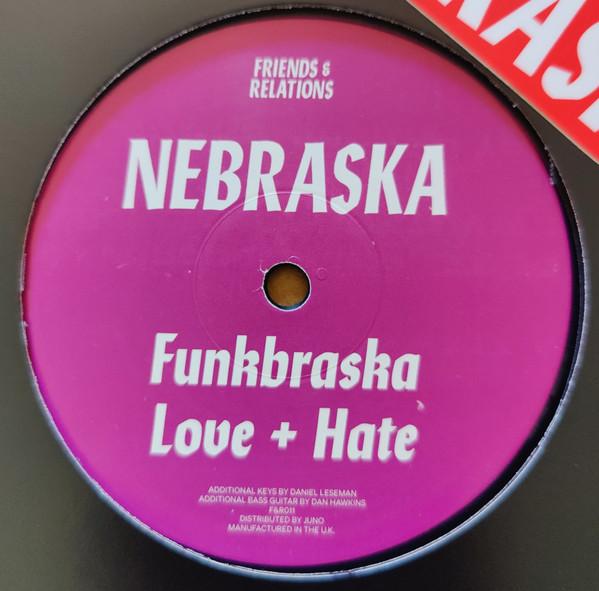 FRIENDS &
RELATIONS
NEBRASKA
Funkbraska
Love + Hate
ADDITIONAL KEYS BY DANIEL LESEMAN
ADDITIONAL BASS GUITAR BY DAN HAWKINS
F&R011
DISTRIBUTED BY JUNO
MANUFACTURED IN THE U.K.